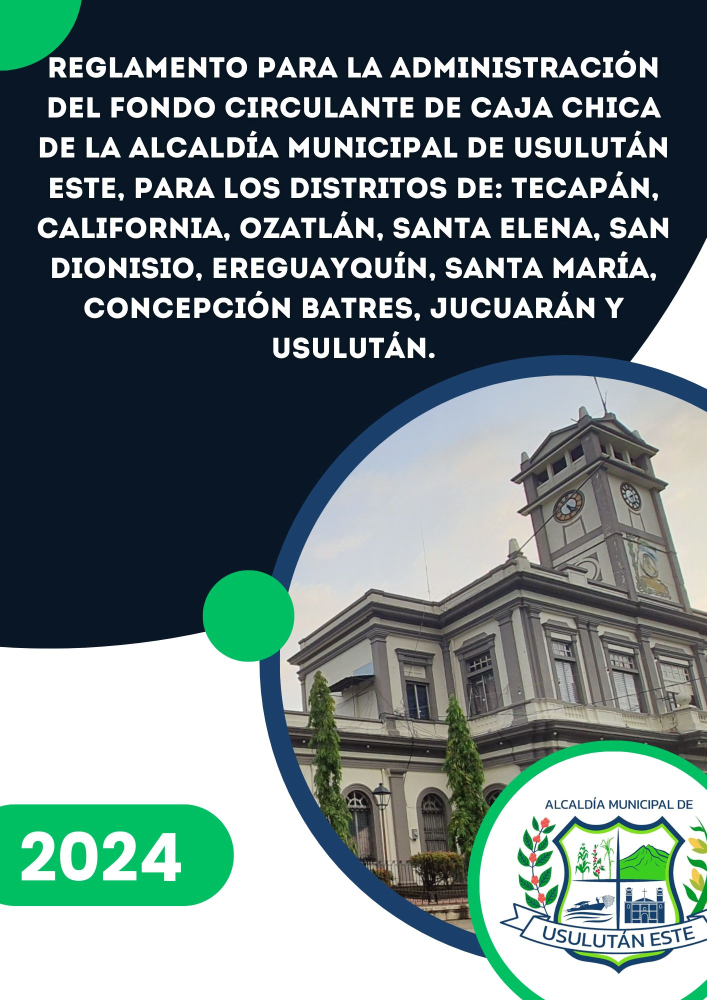 REGLAMENTO PARA LA ADMINISTRACIÓN
DEL FONDO CIRCULANTE DE CAJA CHICA
DE LA ALCALDÍA MUNICIPAL DE USULUTÁN
ESTE, PARA LOS DISTRITOS DE: TECAPÁN,
CALIFORNIA, OZATLÁN, SANTA ELENA, SAN
DIONISIO, EREGUAYQUÍN, SANTA MARÍA,
CONCEPCIÓN BATRES, JUCUARÁN Y
USULUTÁN.
2024
ALCALDÍA MUNICIPAL DE
USULUTÁN ESTE